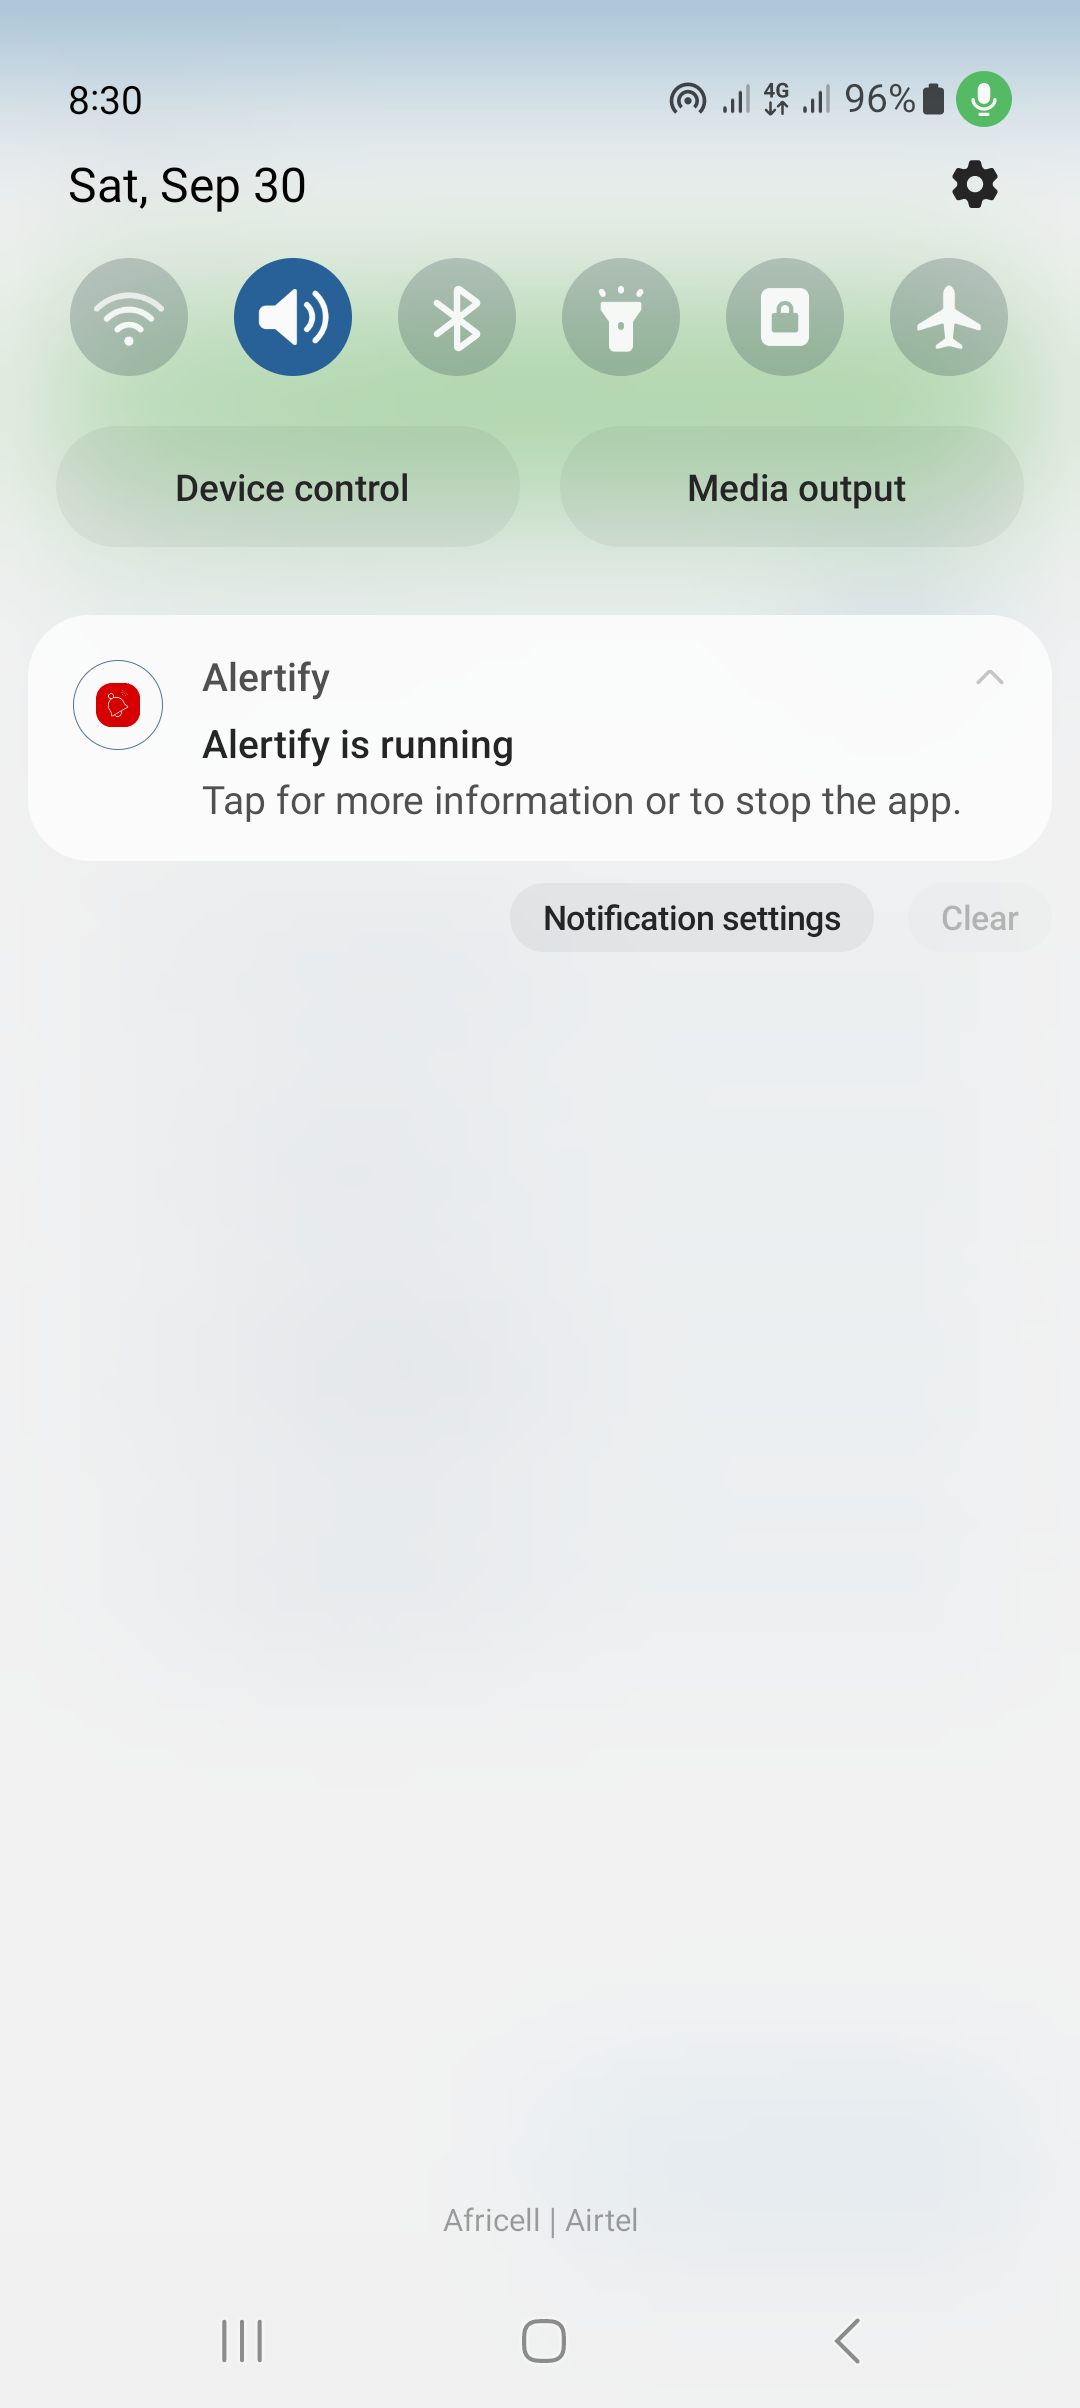 8:30
4G 96%
Sat, Sep 30
Device control
Media output
Alertify
Alertify is running
Tap for more information or to stop the app.
Notification settings
Clear
Africell | Airtel